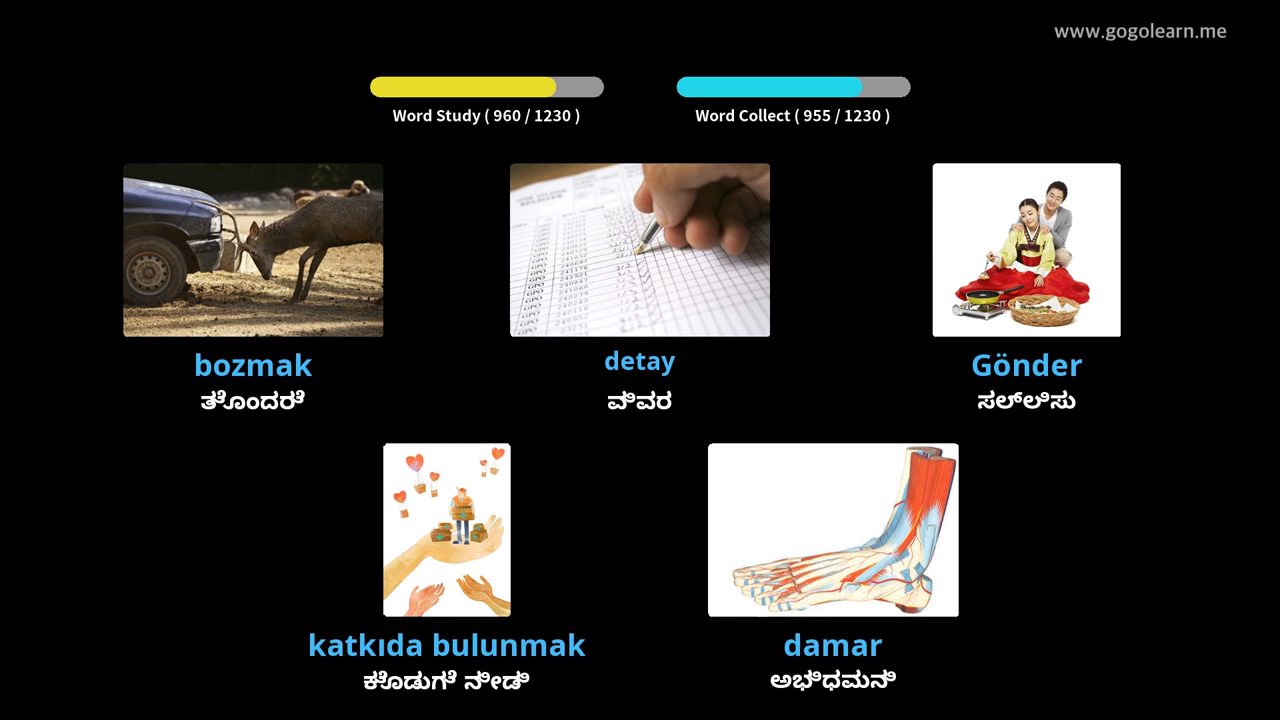 www.gogolearn.me
Word Study ( 960 / 1230 )
Word Collect ( 955 / 1230 )
bozmak
ತೊಂದರೆ
detay
ವಿವರ
Gönder
ಸಲ್ಲಿಸು
katkıda bulunmak
ಕೊಡುಗೆ ನೀಡಿ
damar
ಅಭಿಧಮನಿ